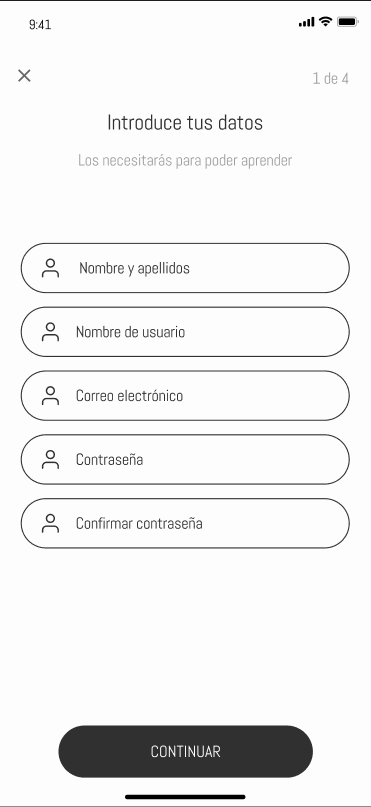 9:41
1 de 4
Introduce tus datos
Los necesitarás para poder aprender
Nombre y apellidos
Nombre de usuario
Correo electrónico
Contraseña
Confirmar contraseña
CONTINUAR